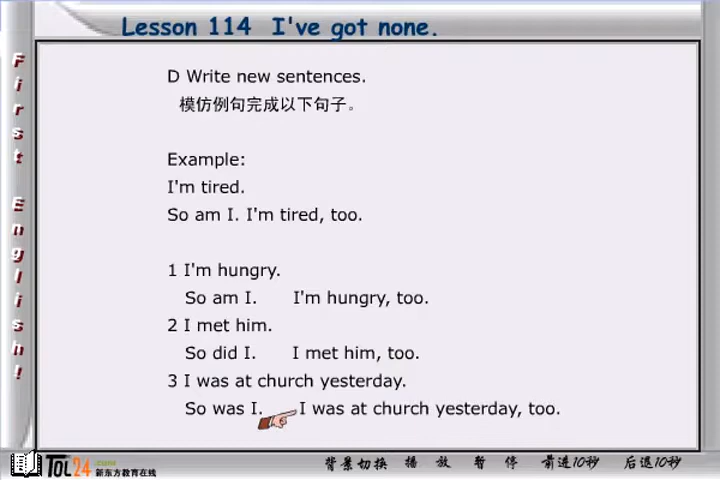 Lesson 114 I've got none.
First English!
D Write new sentences.
模仿例句完成以下句子。
Example:
I'm tired.
So am I. I'm tired, too.
1 I'm hungry.
So am I. I'm hungry, too.
2 I met him.
So did I. I met him, too.
3 I was at church yesterday.
So was I. I was at church yesterday, too.
TOL24.com
新东方教育在线
背景切换 播放 暂停 前进10秒 后退10秒